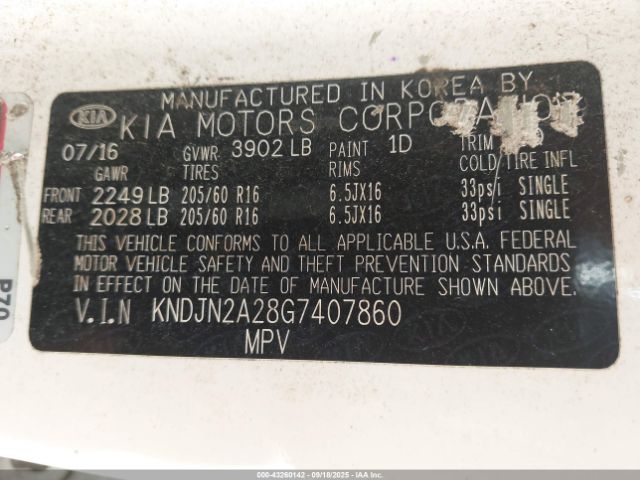 MANUFACTURED IN KOREA BY
KIA KIA MOTORS CORPORATION
07/16 GVWR 3902 LB PAINT 1D TRIM
GAWR TIRES RIMS COLD TIRE INFL
FRONT 2249 LB 205/60 R16 6.5JX16 33psi SINGLE
REAR 2028 LB 205/60 R16 6.5JX16 33psi SINGLE
THIS VEHICLE CONFORMS TO ALL APPLICABLE U.S.A. FEDERAL
MOTOR VEHICLE SAFETY AND THEFT PREVENTION STANDARDS
IN EFFECT ON THE DATE OF MANUFACTURE SHOWN ABOVE.
V.I.N KNDJN2A28G7407860
MPV
P70
000-43260142 - 09/18/2025 - COPART